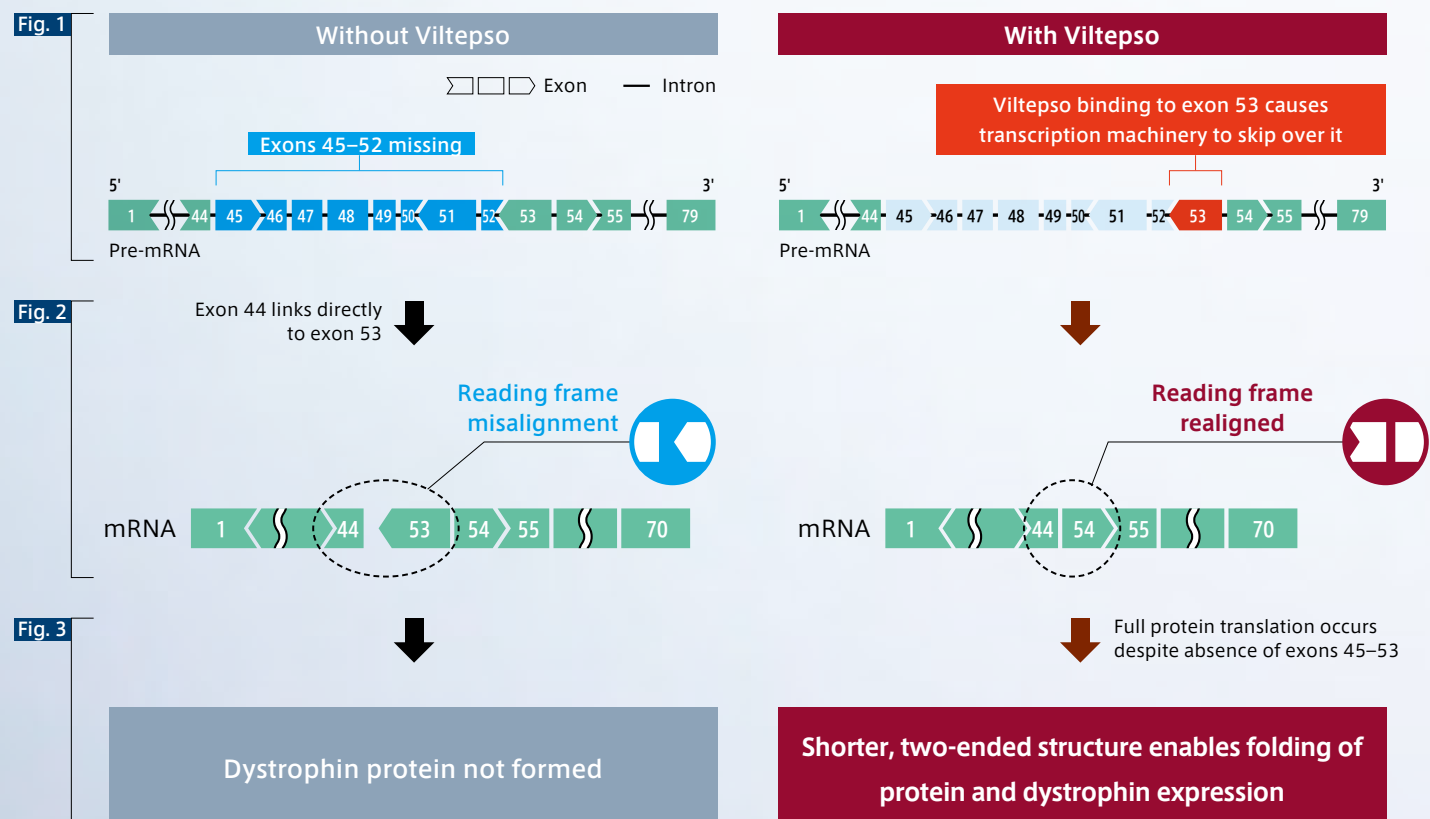 Fig. 1
Without Viltepso
Exon
Intron
Exons 45–52 missing
5'
3'
1 44 45 46 47 48 49 50 51 52 53 54 55 79
Pre-mRNA
With Viltepso
Viltepso binding to exon 53 causes
transcription machinery to skip over it
5'
3'
1 44 45 46 47 48 49 50 51 52 53 54 55 79
Pre-mRNA
Fig. 2
Exon 44 links directly
to exon 53
Reading frame
misalignment
mRNA 1 44 53 54 55 70
Reading frame
realigned
mRNA 1 44 54 55 70
Fig. 3
Dystrophin protein not formed
Full protein translation occurs
despite absence of exons 45–53
Shorter, two-ended structure enables folding of
protein and dystrophin expression